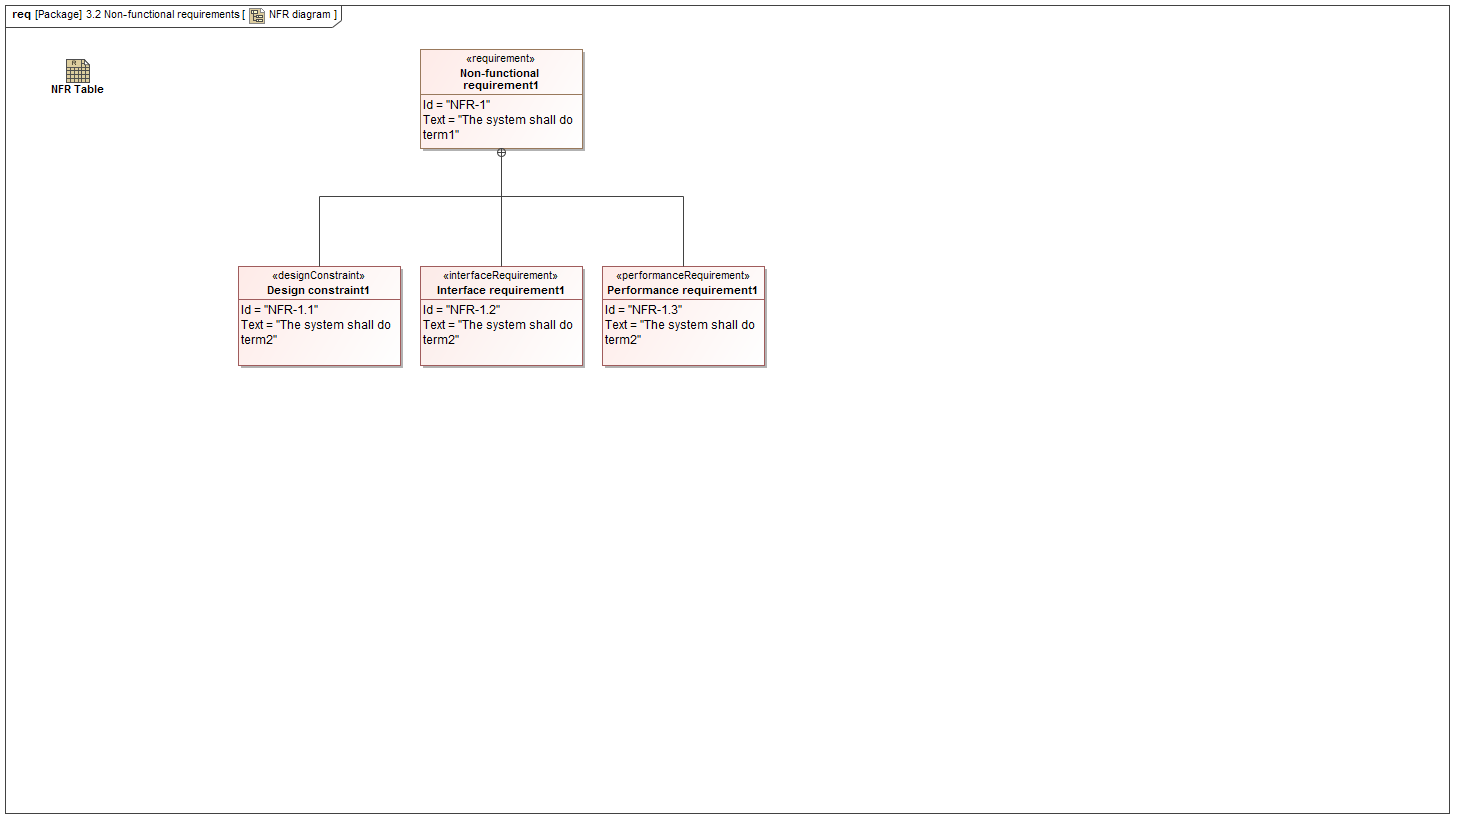 req [Package] 3.2 Non-functional requirements [ NFR diagram ]
NFR Table
«requirement»
Non-functional
requirement1
Id = "NFR-1"
Text = "The system shall do
term1"
«designConstraint»
Design constraint1
Id = "NFR-1.1"
Text = "The system shall do
term2"
«interfaceRequirement»
Interface requirement1
Id = "NFR-1.2"
Text = "The system shall do
term2"
«performanceRequirement»
Performance requirement1
Id = "NFR-1.3"
Text = "The system shall do
term2"